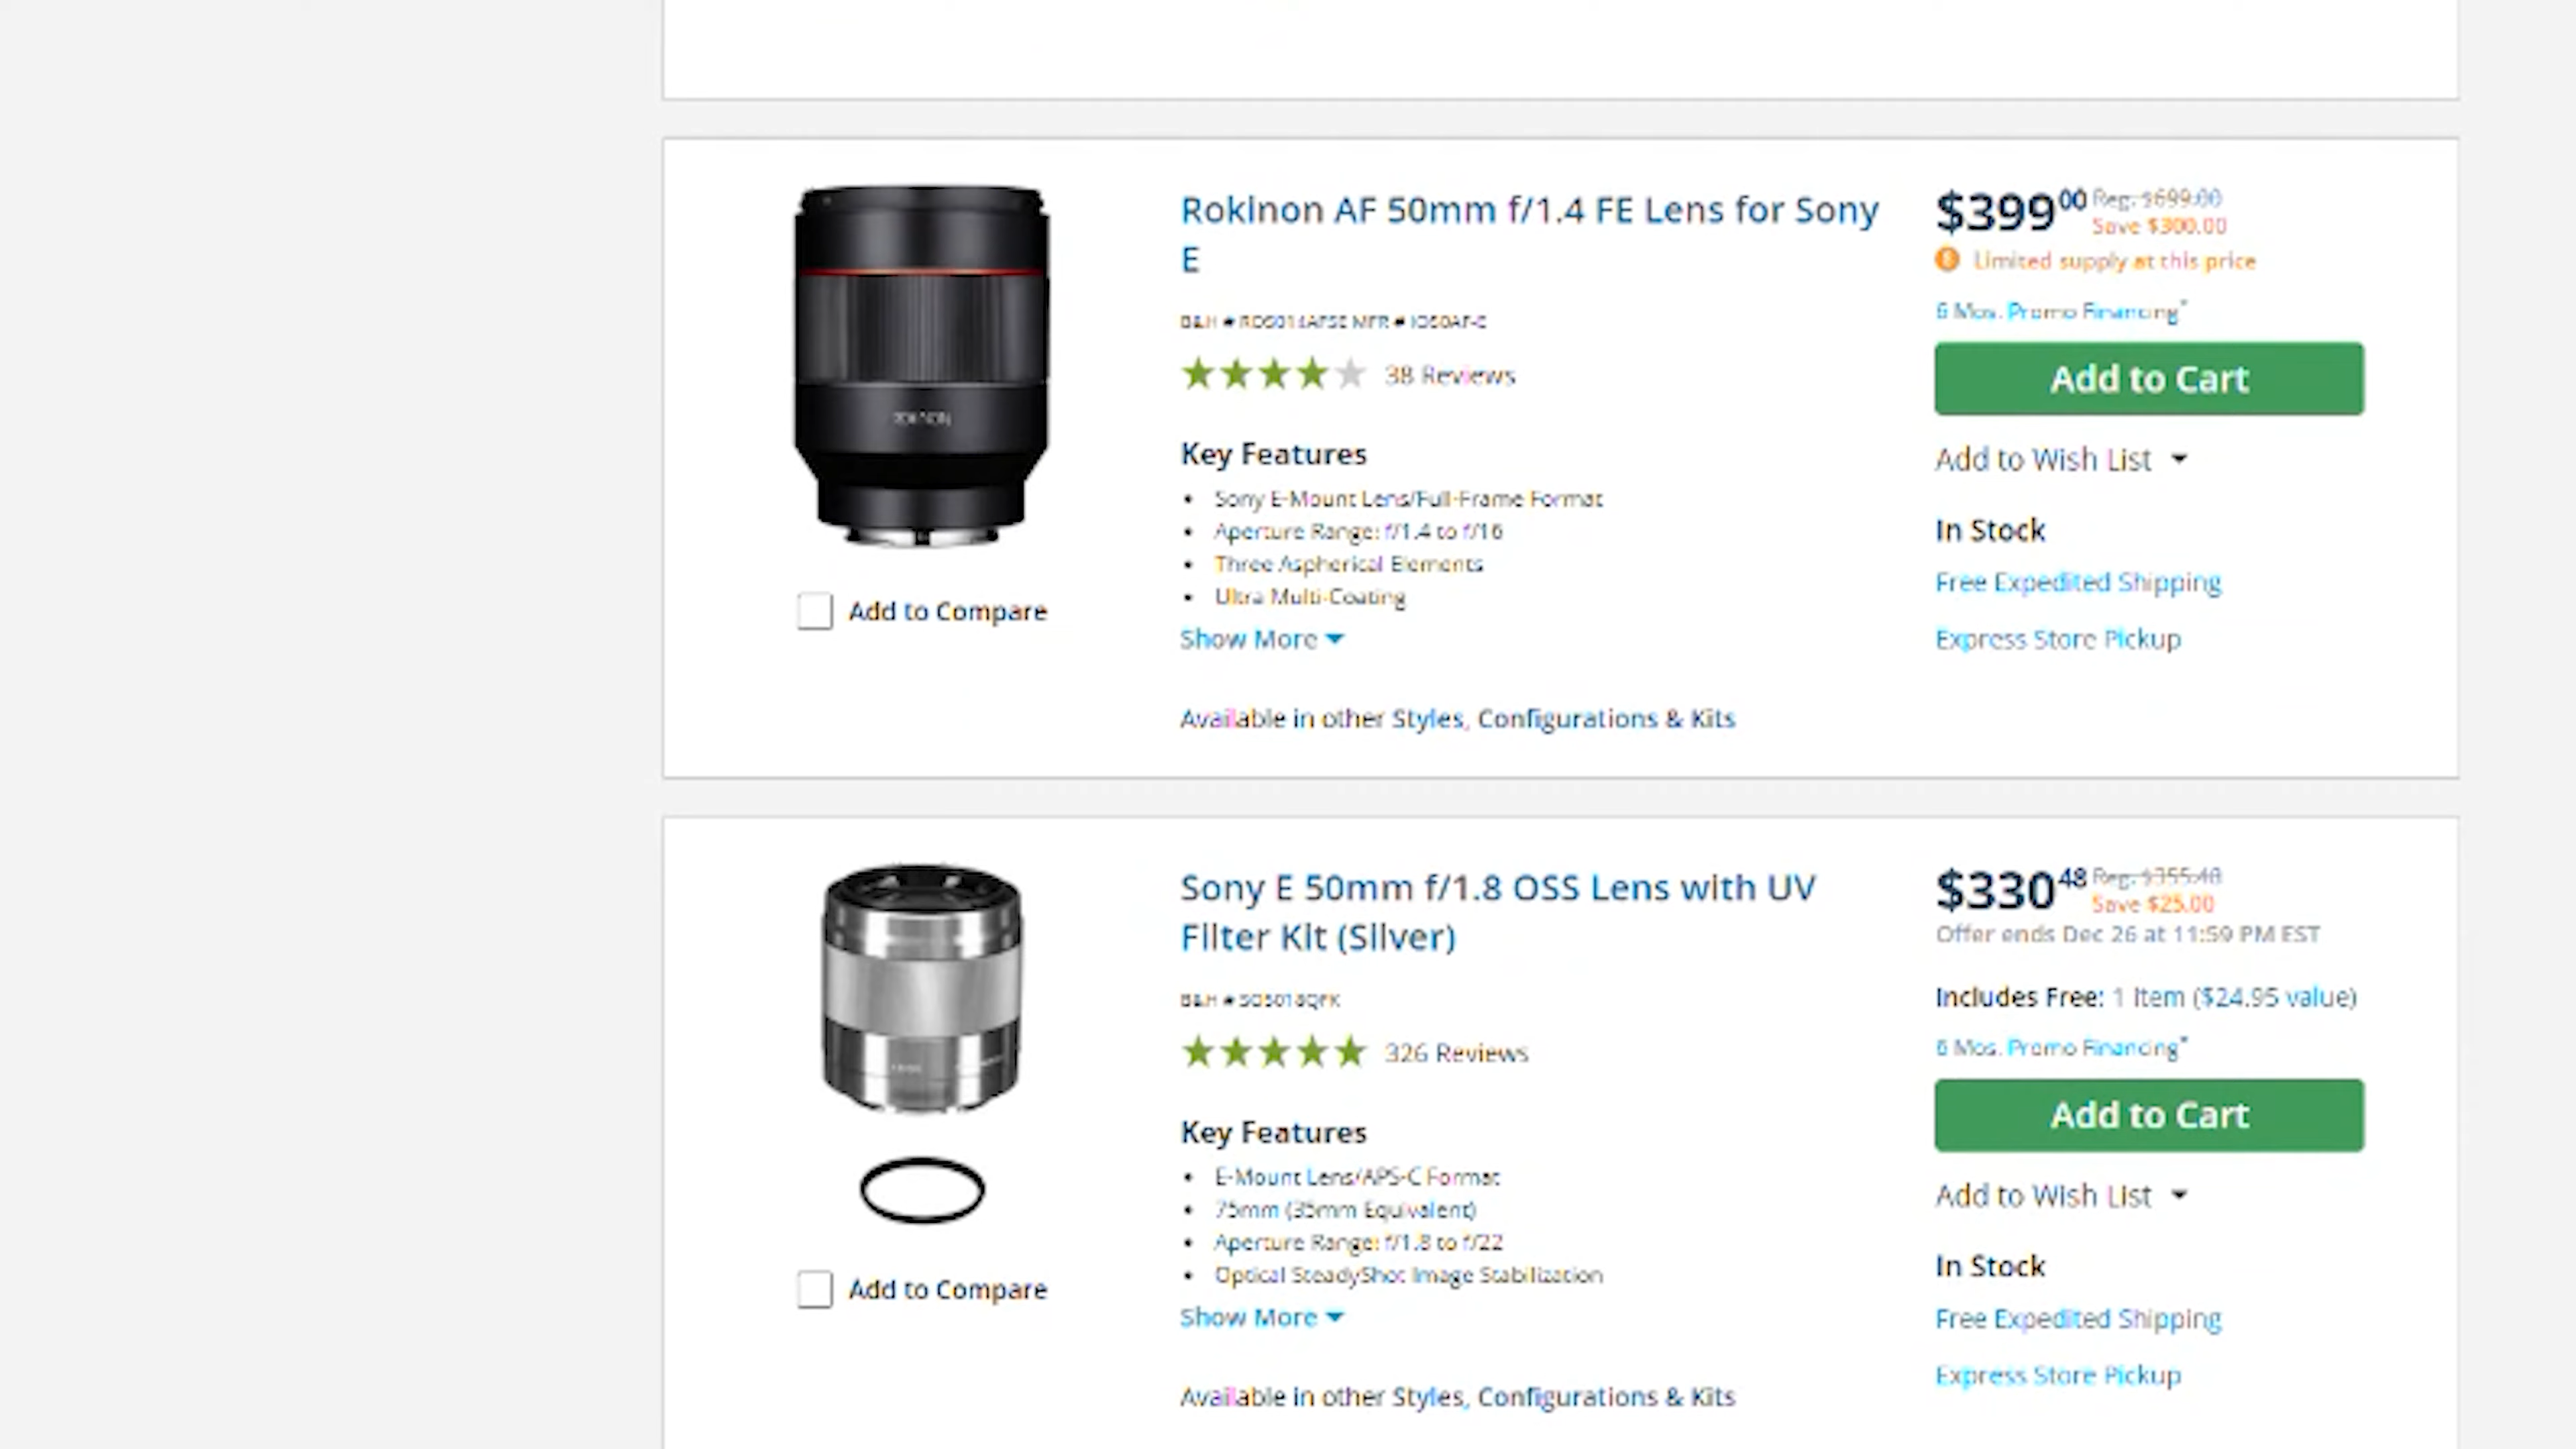 Rokinon AF 50mm f/1.4 FE Lens for Sony
E
$399 00 Reg. $699.00
Save $300.00
Limited supply at this price
6 Mos. Promo Financing*
B&H # MFR #
38 Reviews
Add to Cart
Key Features
Sony E-Mount Lens/Full-Frame Format
Aperture Range: f/1.4 to f/16
Three Aspherical Elements
Ultra Multi-Coating
Show More
Add to Wish List
In Stock
Free Expedited Shipping
Express Store Pickup
ROKINON
Add to Compare
Available in other Styles, Configurations & Kits
Sony E 50mm f/1.8 OSS Lens with UV
Filter Kit (Silver)
$330 48 Reg. $355.48
Save $25.00
Offer ends Dec 26 at 11:59 PM EST
Includes Free: 1 Item ($24.95 value)
6 Mos. Promo Financing*
B&H #
326 Reviews
Add to Cart
Key Features
E-Mount Lens/APS-C Format
75mm (35mm Equivalent)
Aperture Range: f/1.8 to f/22
Optical SteadyShot Image Stabilization
Show More
Add to Wish List
In Stock
Free Expedited Shipping
Express Store Pickup
Add to Compare
Available in other Styles, Configurations & Kits